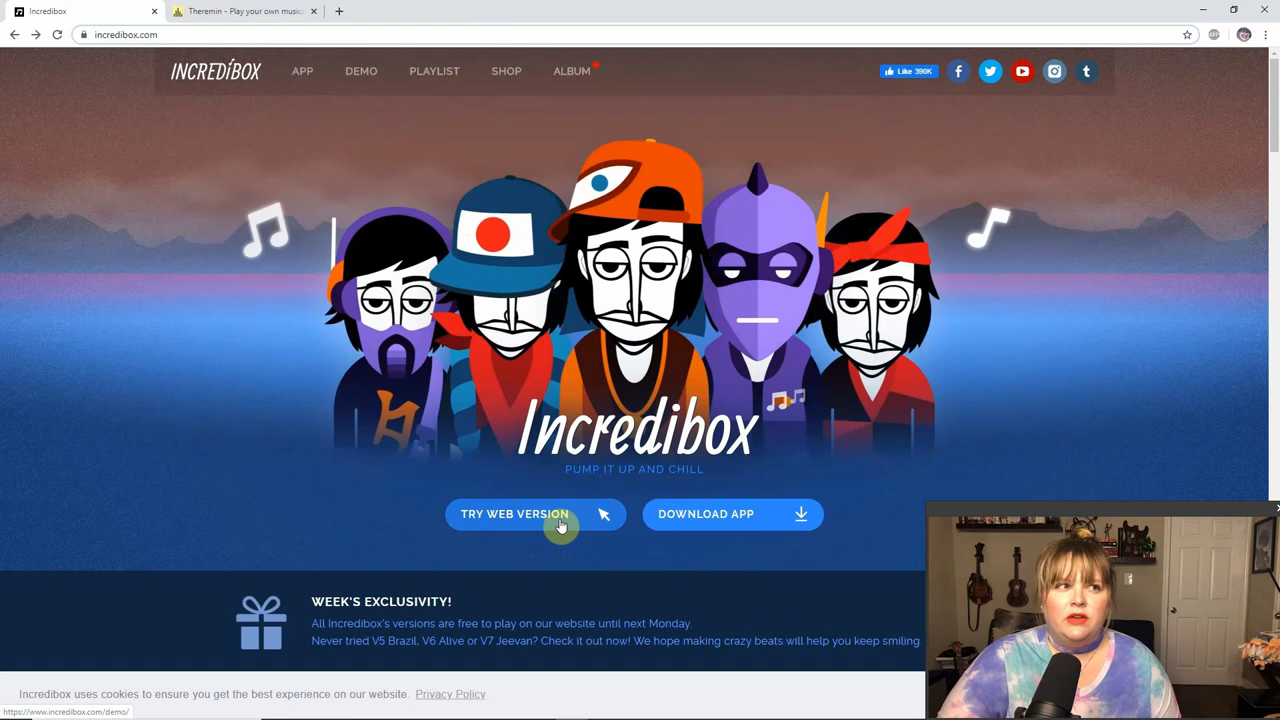 Incredibox
Theremin - Play your own music
incredibox.com
INCREDÍBOX
APP
DEMO
PLAYLIST
SHOP
ALBUM
Like 390K
Incredibox
PUMP IT UP AND CHILL
TRY WEB VERSION
DOWNLOAD APP
WEEK'S EXCLUSIVITY!
All Incredibox's versions are free to play on our website until next Monday.
Never tried V5 Brazil, V6 Alive or V7 Jeevan? Check it out now! We hope making crazy beats will help you keep smiling.
Incredibox uses cookies to ensure you get the best experience on our website. Privacy Policy
https://www.incredibox.com/demo/